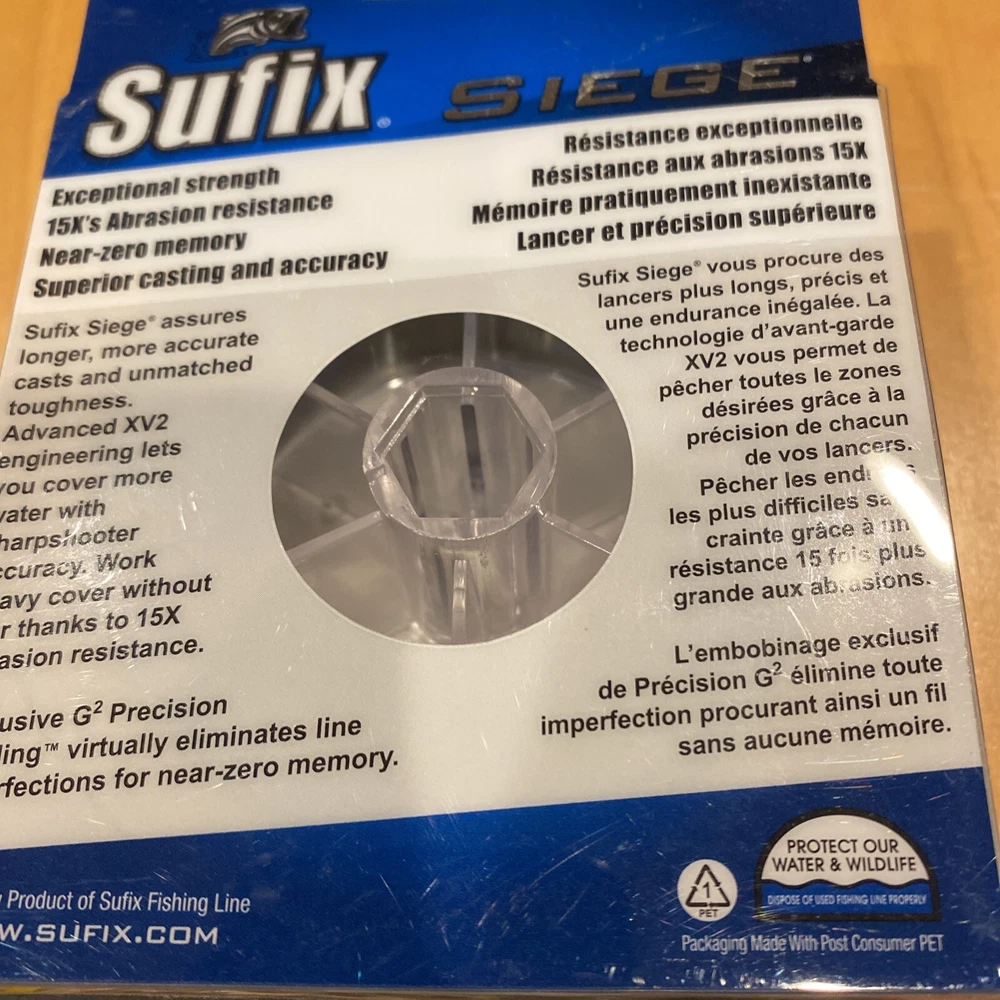 Sufix®
SIEGE®
Exceptional strength
15X's Abrasion resistance
Near-zero memory
Superior casting and accuracy
Résistance exceptionnelle
Résistance aux abrasions 15X
Mémoire pratiquement inexistante
Lancer et précision supérieure
Sufix Siege® assures
longer, more accurate
casts and unmatched
toughness.
Advanced XV2
engineering lets
you cover more
with
accuracy. Work
cover without
thanks to 15X
resistance.
G² Precision
virtually eliminates line
for near-zero memory.
Sufix Siege® vous procure des
lancers plus longs, précis et
une endurance inégalée. La
technologie d'avant-garde
XV2 vous permet de
pêcher toutes le zones
désirées grâce à la
précision de chacun
de vos lancers.
Pêcher les
les plus difficiles
crainte grâce à un
résistance 15 fois plus
grande aux abrasions.
L'embobinage exclusif
de Précision G² élimine toute
imperfection procurant ainsi un fil
sans aucune mémoire.
Product of Sufix Fishing Line
W.SUFIX.COM
1
PET
PROTECT OUR
WATER & WILDLIFE
DISPOSE OF USED FISHING LINE PROPERLY
Packaging Made With Post Consumer PET